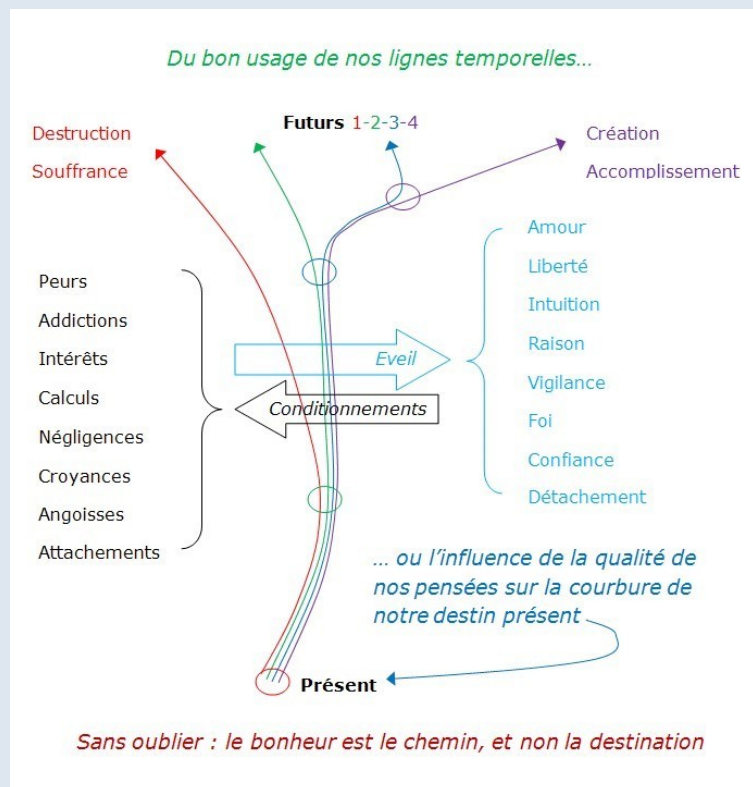 Du bon usage de nos lignes temporelles...
Futurs 1-2-3-4
Destruction
Souffrance
Création
Accomplissement
Peurs
Addictions
Intérêts
Calculs
Négligences
Croyances
Angoisses
Attachements
Eveil
Conditionnements
Amour
Liberté
Intuition
Raison
Vigilance
Foi
Confiance
Détachement
... ou l'influence de la qualité de
nos pensées sur la courbure de
notre destin présent
Présent
Sans oublier : le bonheur est le chemin, et non la destination